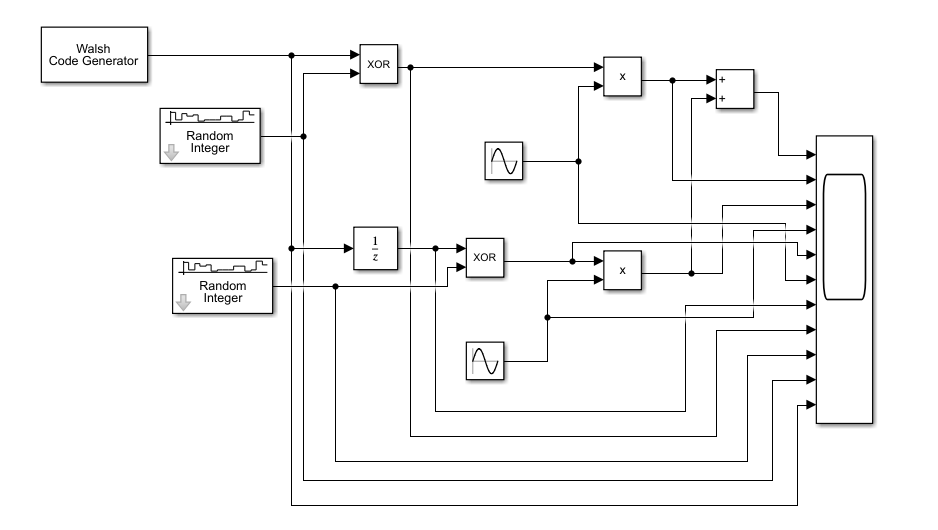 Walsh
Code Generator
XOR
x
+
+
Random
Integer
1
z
XOR
x
Random
Integer